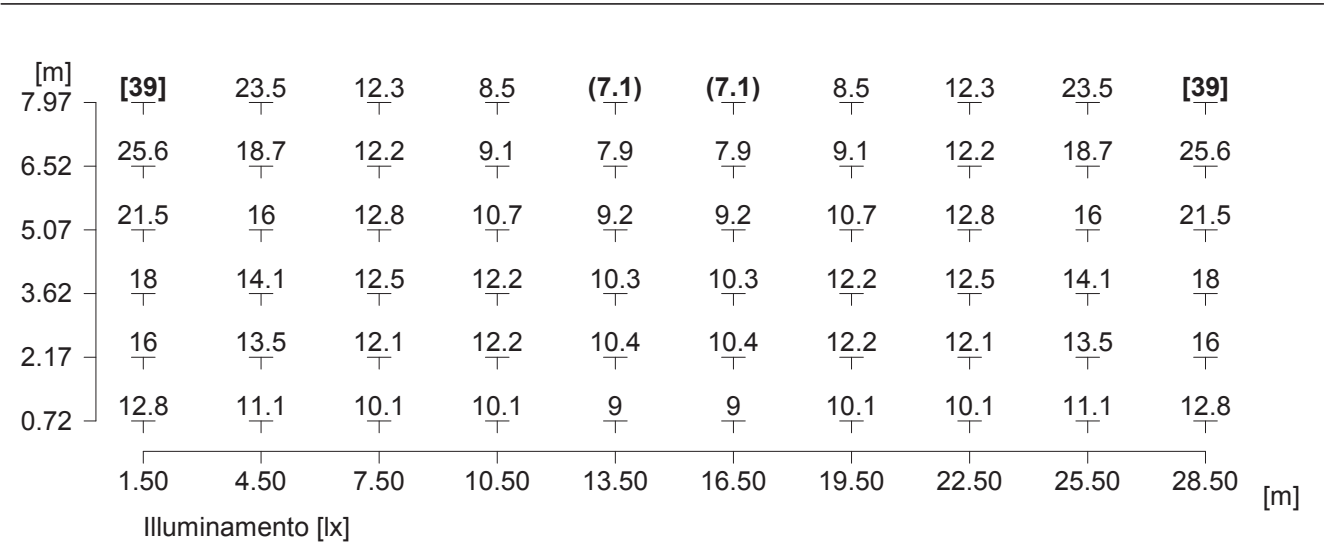 [m]
7.97 [39] 23.5 12.3 8.5 (7.1) (7.1) 8.5 12.3 23.5 [39]
6.52 25.6 18.7 12.2 9.1 7.9 7.9 9.1 12.2 18.7 25.6
5.07 21.5 16 12.8 10.7 9.2 9.2 10.7 12.8 16 21.5
3.62 18 14.1 12.5 12.2 10.3 10.3 12.2 12.5 14.1 18
2.17 16 13.5 12.1 12.2 10.4 10.4 12.2 12.1 13.5 16
0.72 12.8 11.1 10.1 10.1 9 9 10.1 10.1 11.1 12.8
1.50 4.50 7.50 10.50 13.50 16.50 19.50 22.50 25.50 28.50 [m]
Illuminamento [lx]